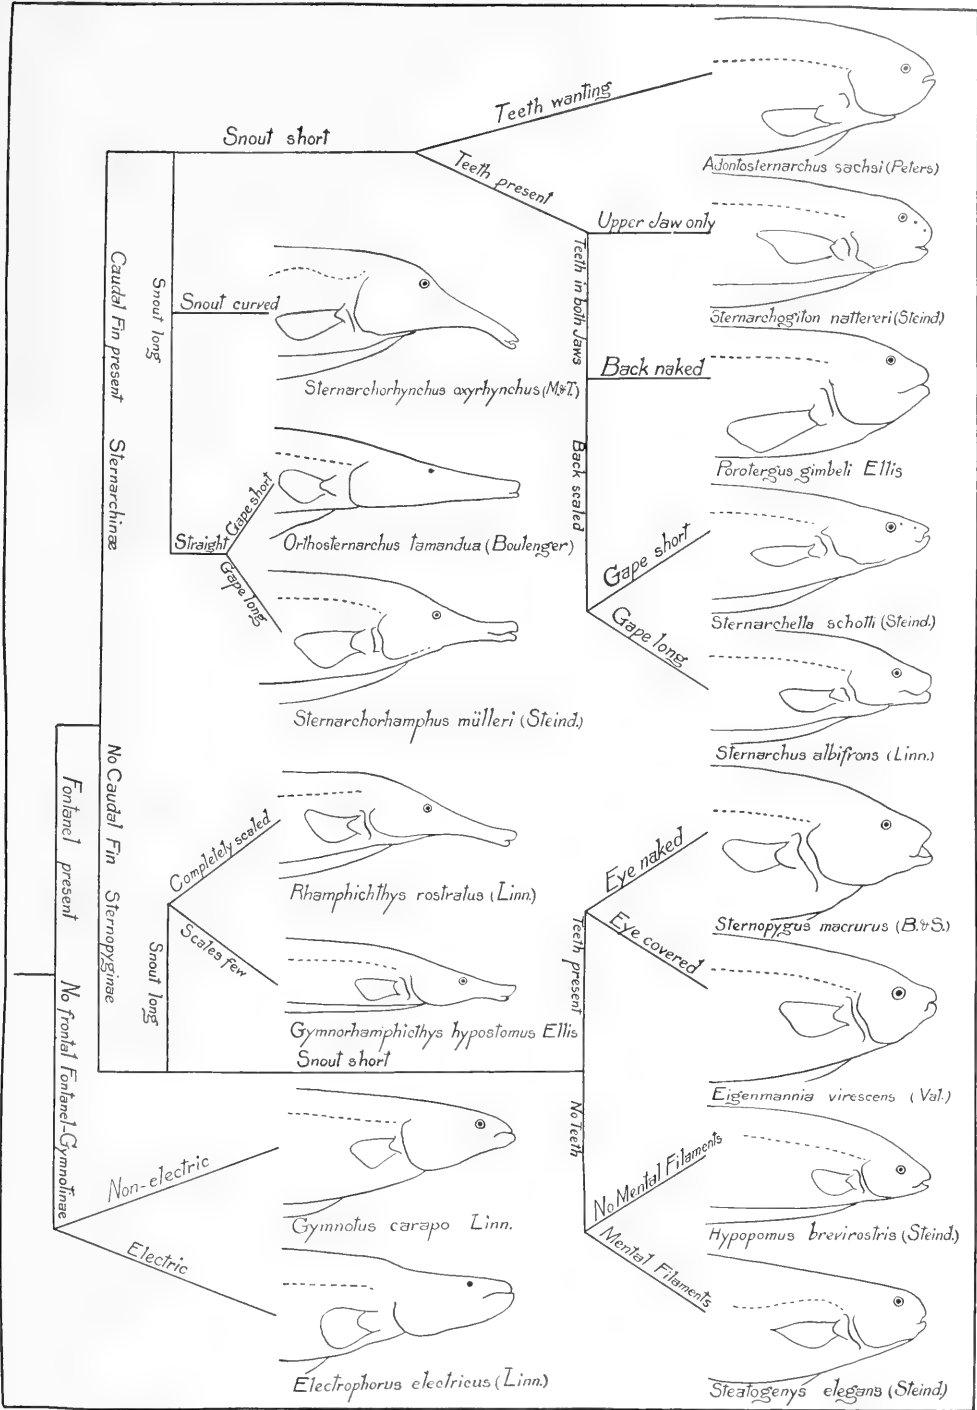 Teeth wanting
Snout short
Teeth present
Adontosternarchus sachsi (Peters)
Upper Jaw only
Sternarchogiton nattereri (Steind)
Caudal Fin present Sternarchinæ
Snout long
Snout curved
Sternarchorhynchus oxyrhynchus (M.&T.)
Teeth in both Jaws
Back naked
Porotergus gimbeli Ellis
Back scaled
Straight
Gape short
Orthosternarchus tamandua (Boulenger)
Gape long
Sternarchorhamphus mülleri (Steind.)
Gape short
Sternarchella schotti (Steind.)
Gape long
Sternarchus albifrons (Linn.)
Fontanel present
No Caudal Fin Sternopyginae
Completely scaled
Rhamphichthys rostratus (Linn.)
Snout long
Scales few
Gymnorhamphicthys hypostomus Ellis
Snout short
Teeth present
Eye naked
Sternopygus macrurus (B.&S.)
Eye covered
Eigenmannia virescens (Val.)
No frontal Fontanel-Gymnotinae
Non-electric
Gymnotus carapo Linn.
Electric
Electrophorus electricus (Linn.)
No Teeth
No Mental Filaments
Hypopomus brevirostris (Steind.)
Mental Filaments
Steatogenys elegans (Steind.)